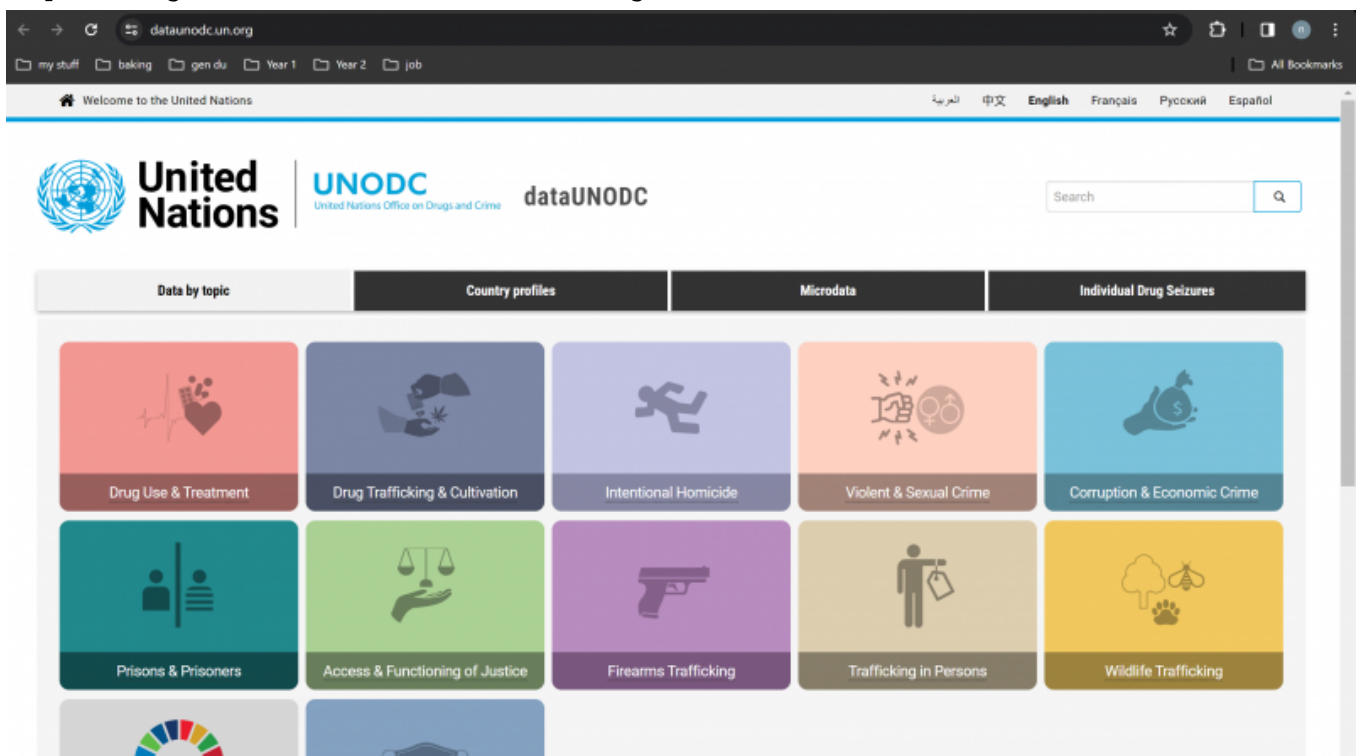 dataunodc.un.org
my stuff baking gen du Year 1 Year 2 job All Bookmarks
Welcome to the United Nations العربية 中文 English Français Русский Español
United
Nations
UNODC
United Nations Office on Drugs and Crime
dataUNODC
Search
Data by topic Country profiles Microdata Individual Drug Seizures
Drug Use & Treatment Drug Trafficking & Cultivation Intentional Homicide Violent & Sexual Crime Corruption & Economic Crime
Prisons & Prisoners Access & Functioning of Justice Firearms Trafficking Trafficking in Persons Wildlife Trafficking